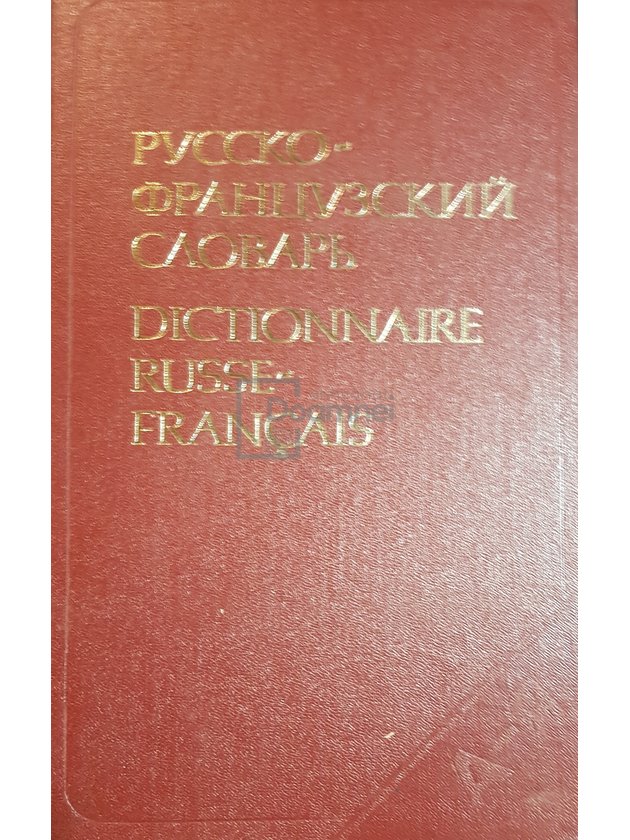 РУССКО-
ФРАНЦУЗСКИЙ
СЛОВАРЬ
DICTIONNAIRE
RUSSE-
FRANÇAIS